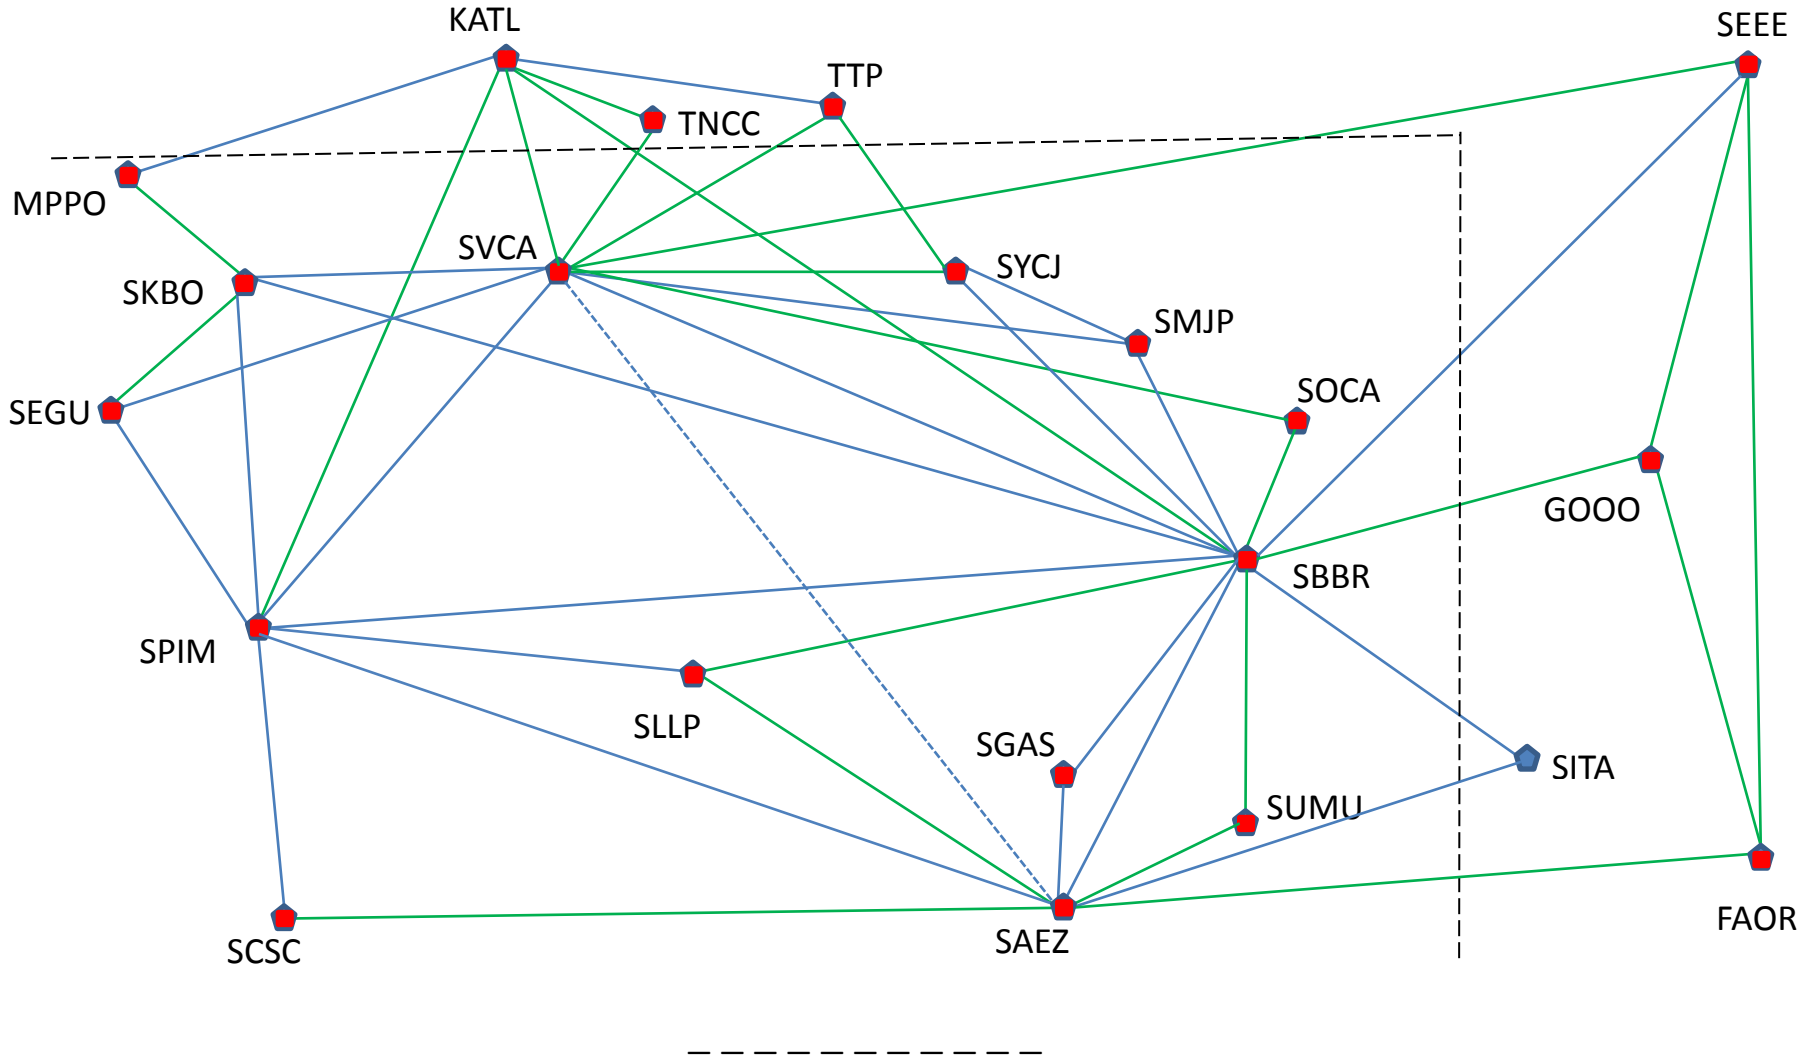 KATL
SEEE
TTP
TNCC
MPPO
SVCA
SYCJ
SKBO
SMJP
SOCA
SEGU
GOOO
SBBR
SPIM
SLLP
SGAS
SITA
SUMU
FAOR
SAEZ
SCSC